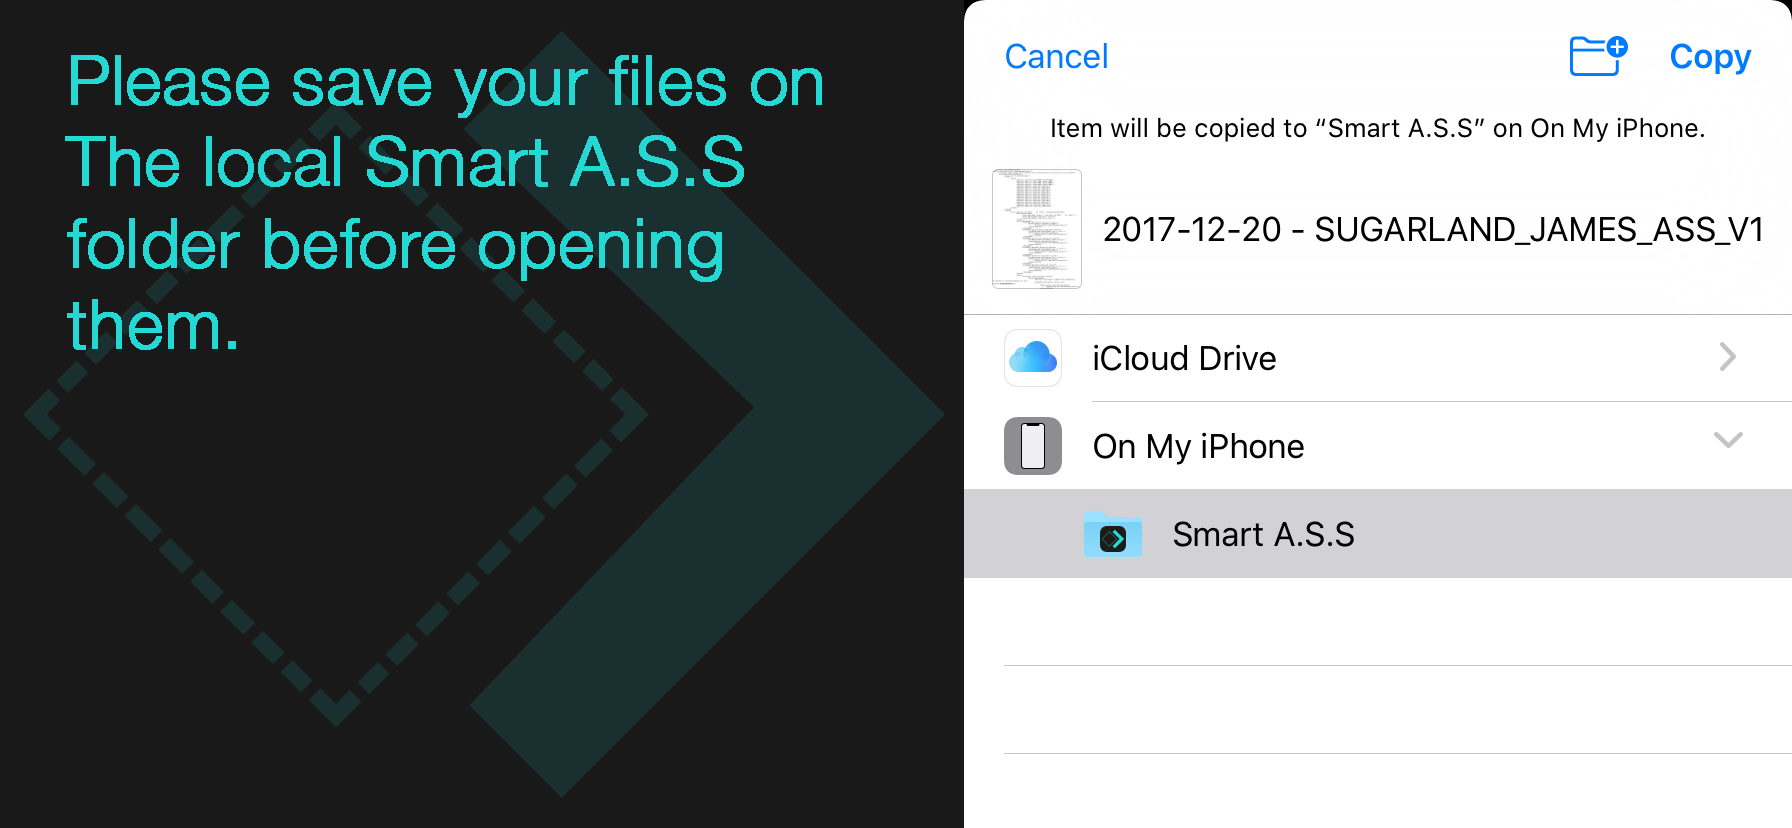 Please save your files on
The local Smart A.S.S
folder before opening
them.
Cancel
Copy
Item will be copied to “Smart A.S.S” on On My iPhone.
2017-12-20 - SUGARLAND_JAMES_ASS_V1
iCloud Drive
On My iPhone
Smart A.S.S